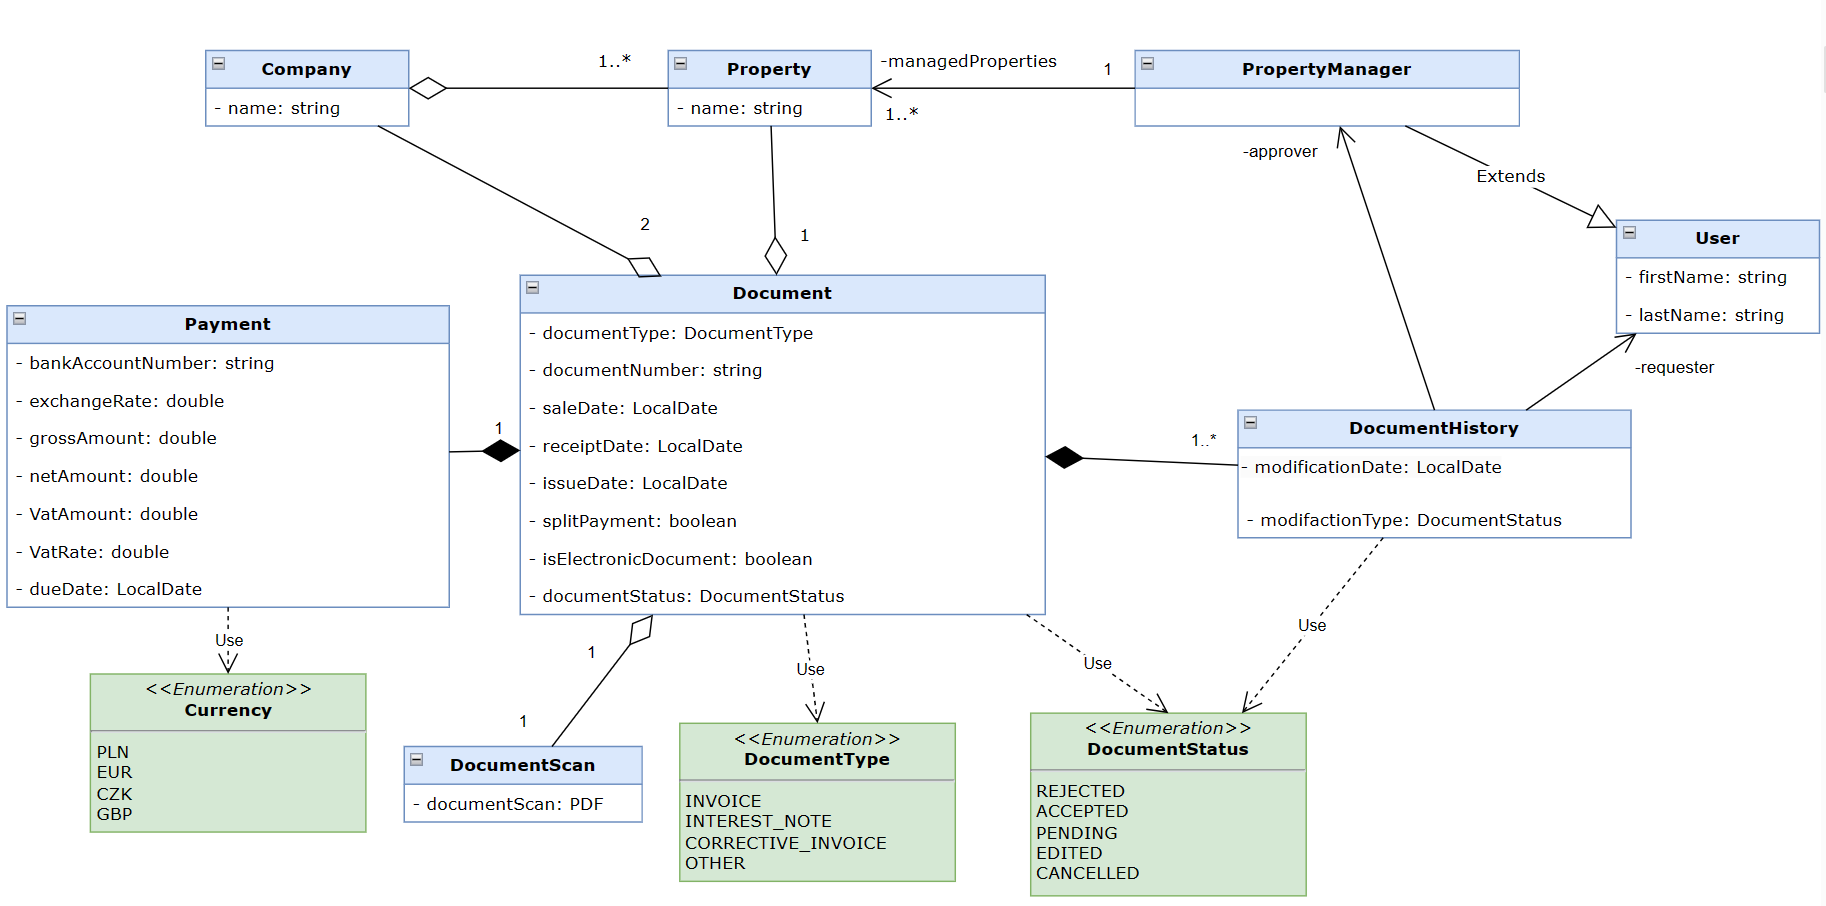 Company
- name: string
1..*
Property
- name: string
-managedProperties
1
1..*
PropertyManager
-approver
Extends
User
- firstName: string
- lastName: string
-requester
2
1
Payment
- bankAccountNumber: string
- exchangeRate: double
- grossAmount: double
- netAmount: double
- VatAmount: double
- VatRate: double
- dueDate: LocalDate
1
Document
- documentType: DocumentType
- documentNumber: string
- saleDate: LocalDate
- receiptDate: LocalDate
- issueDate: LocalDate
- splitPayment: boolean
- isElectronicDocument: boolean
- documentStatus: DocumentStatus
1..*
DocumentHistory
- modificationDate: LocalDate
- modifactionType: DocumentStatus
Use
<<Enumeration>>
Currency
PLN
EUR
CZK
GBP
1
1
DocumentScan
- documentScan: PDF
Use
<<Enumeration>>
DocumentType
INVOICE
INTEREST_NOTE
CORRECTIVE_INVOICE
OTHER
Use
Use
<<Enumeration>>
DocumentStatus
REJECTED
ACCEPTED
PENDING
EDITED
CANCELLED